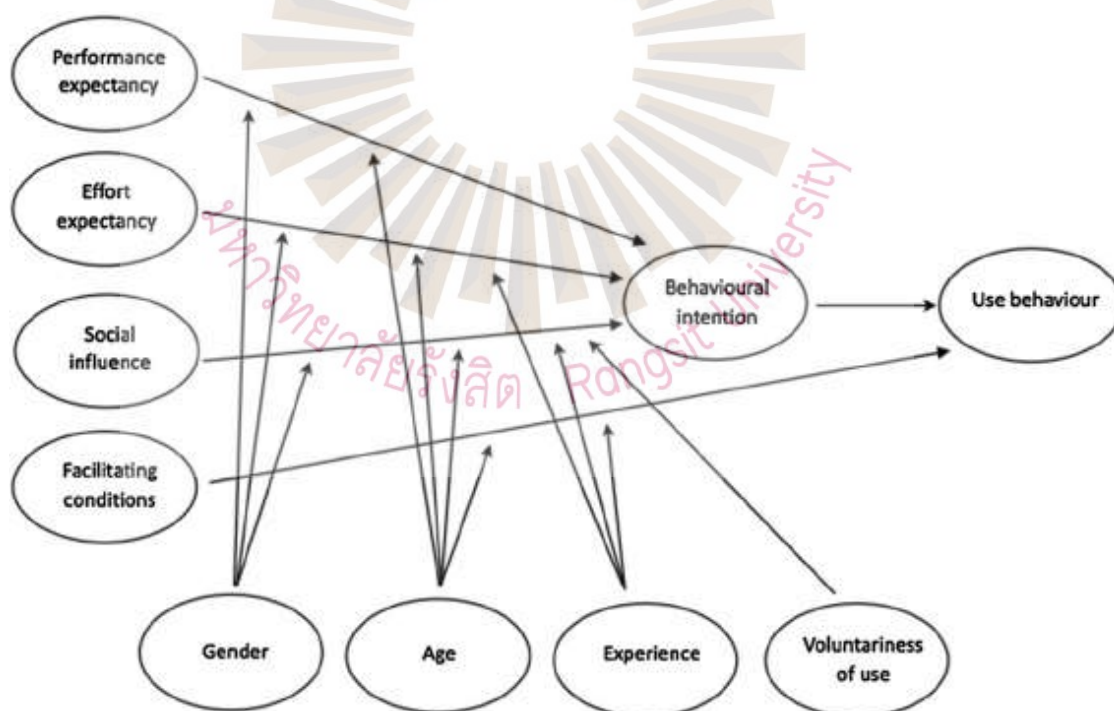 Performance
expectancy
Effort
expectancy
Social
influence
Facilitating
conditions
Behavioural
intention
Use behaviour
Gender
Age
Experience
Voluntariness
of use
มหาวิทยาลัยรังสิต Rangsit University